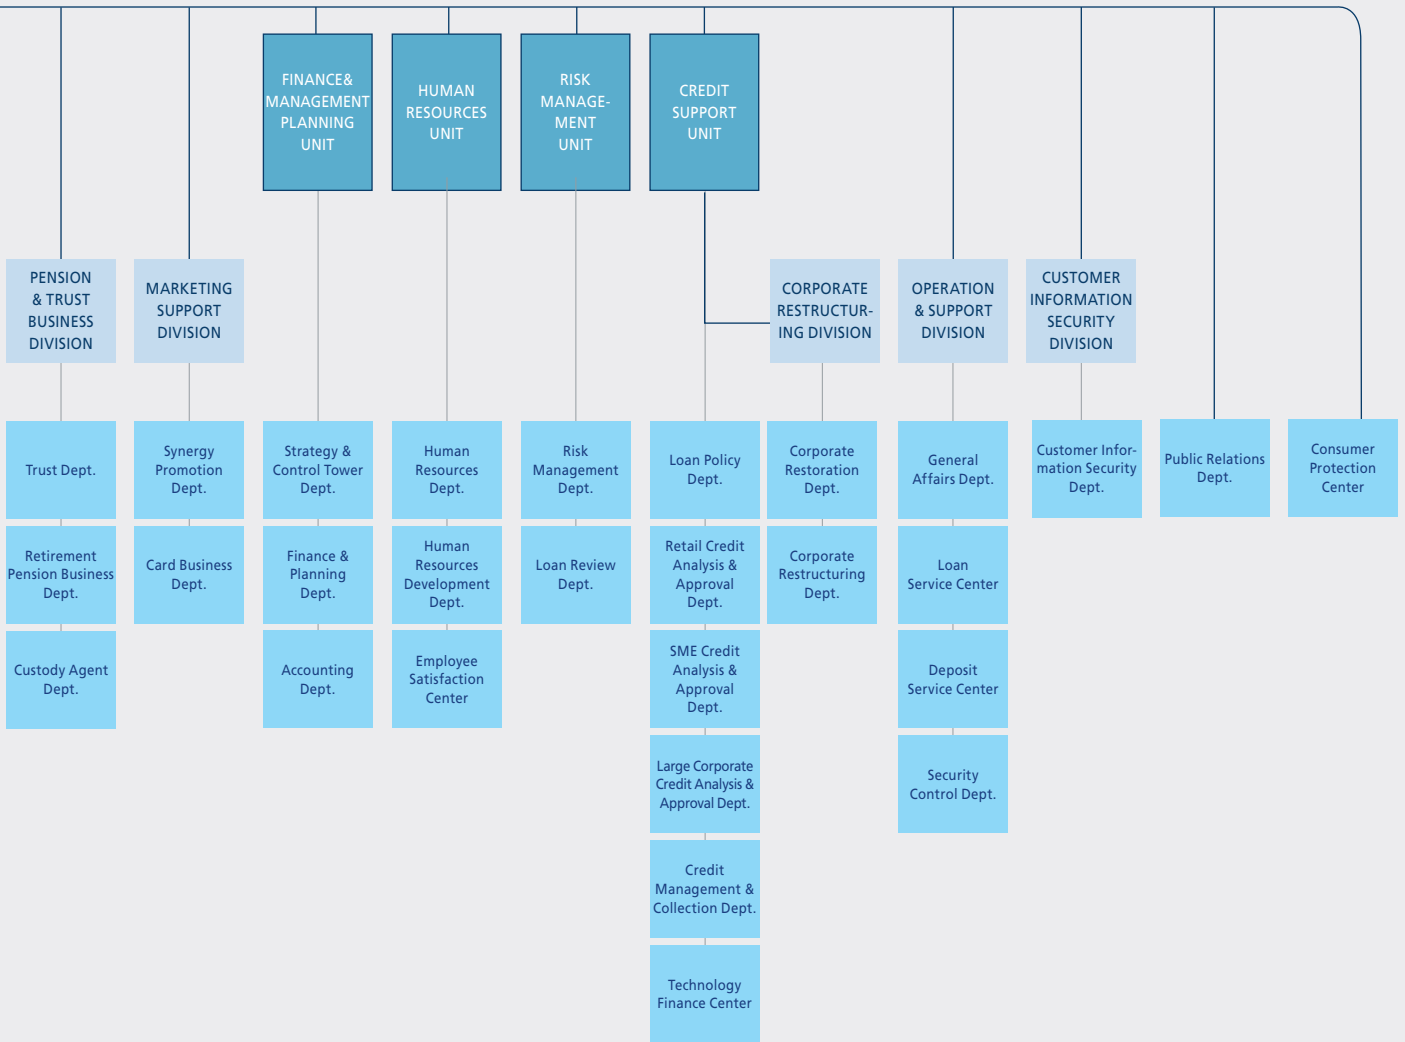 FINANCE&
MANAGEMENT
PLANNING
UNIT
HUMAN
RESOURCES
UNIT
RISK
MANAGE-
MENT
UNIT
CREDIT
SUPPORT
UNIT
PENSION
& TRUST
BUSINESS
DIVISION
MARKETING
SUPPORT
DIVISION
CORPORATE
RESTRUCTUR-
ING DIVISION
OPERATION
& SUPPORT
DIVISION
CUSTOMER
INFORMATION
SECURITY
DIVISION
Trust Dept.
Synergy
Promotion
Dept.
Strategy &
Control Tower
Dept.
Human
Resources
Dept.
Risk
Management
Dept.
Loan Policy
Dept.
Corporate
Restoration
Dept.
General
Affairs Dept.
Customer Infor-
mation Security
Dept.
Public Relations
Dept.
Consumer
Protection
Center
Retirement
Pension Business
Dept.
Card Business
Dept.
Finance &
Planning
Dept.
Human
Resources
Development
Dept.
Loan Review
Dept.
Retail Credit
Analysis &
Approval
Dept.
Corporate
Restructuring
Dept.
Loan
Service Center
Custody Agent
Dept.
Accounting
Dept.
Employee
Satisfaction
Center
SME Credit
Analysis &
Approval
Dept.
Deposit
Service Center
Large Corporate
Credit Analysis &
Approval Dept.
Security
Control Dept.
Credit
Management &
Collection Dept.
Technology
Finance Center